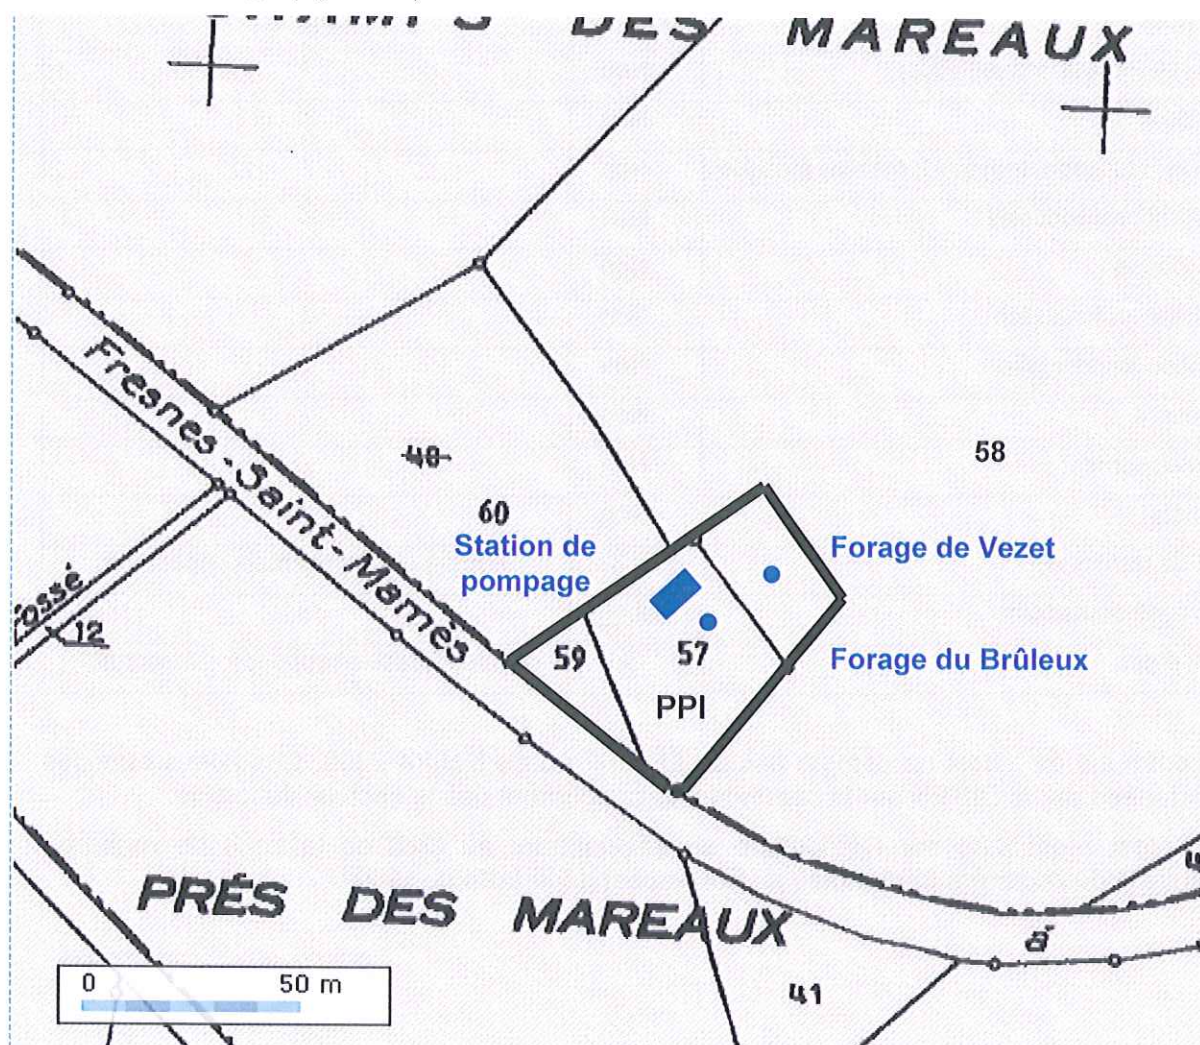 DES MAREAUX
Fresnes-Saint-Mamès
48
58
60
Station de
pompage
Forage de Vezet
fossé
12
59
57
Forage du Brûleux
PPI
PRÉS DES MAREAUX
à
41
0 50 m